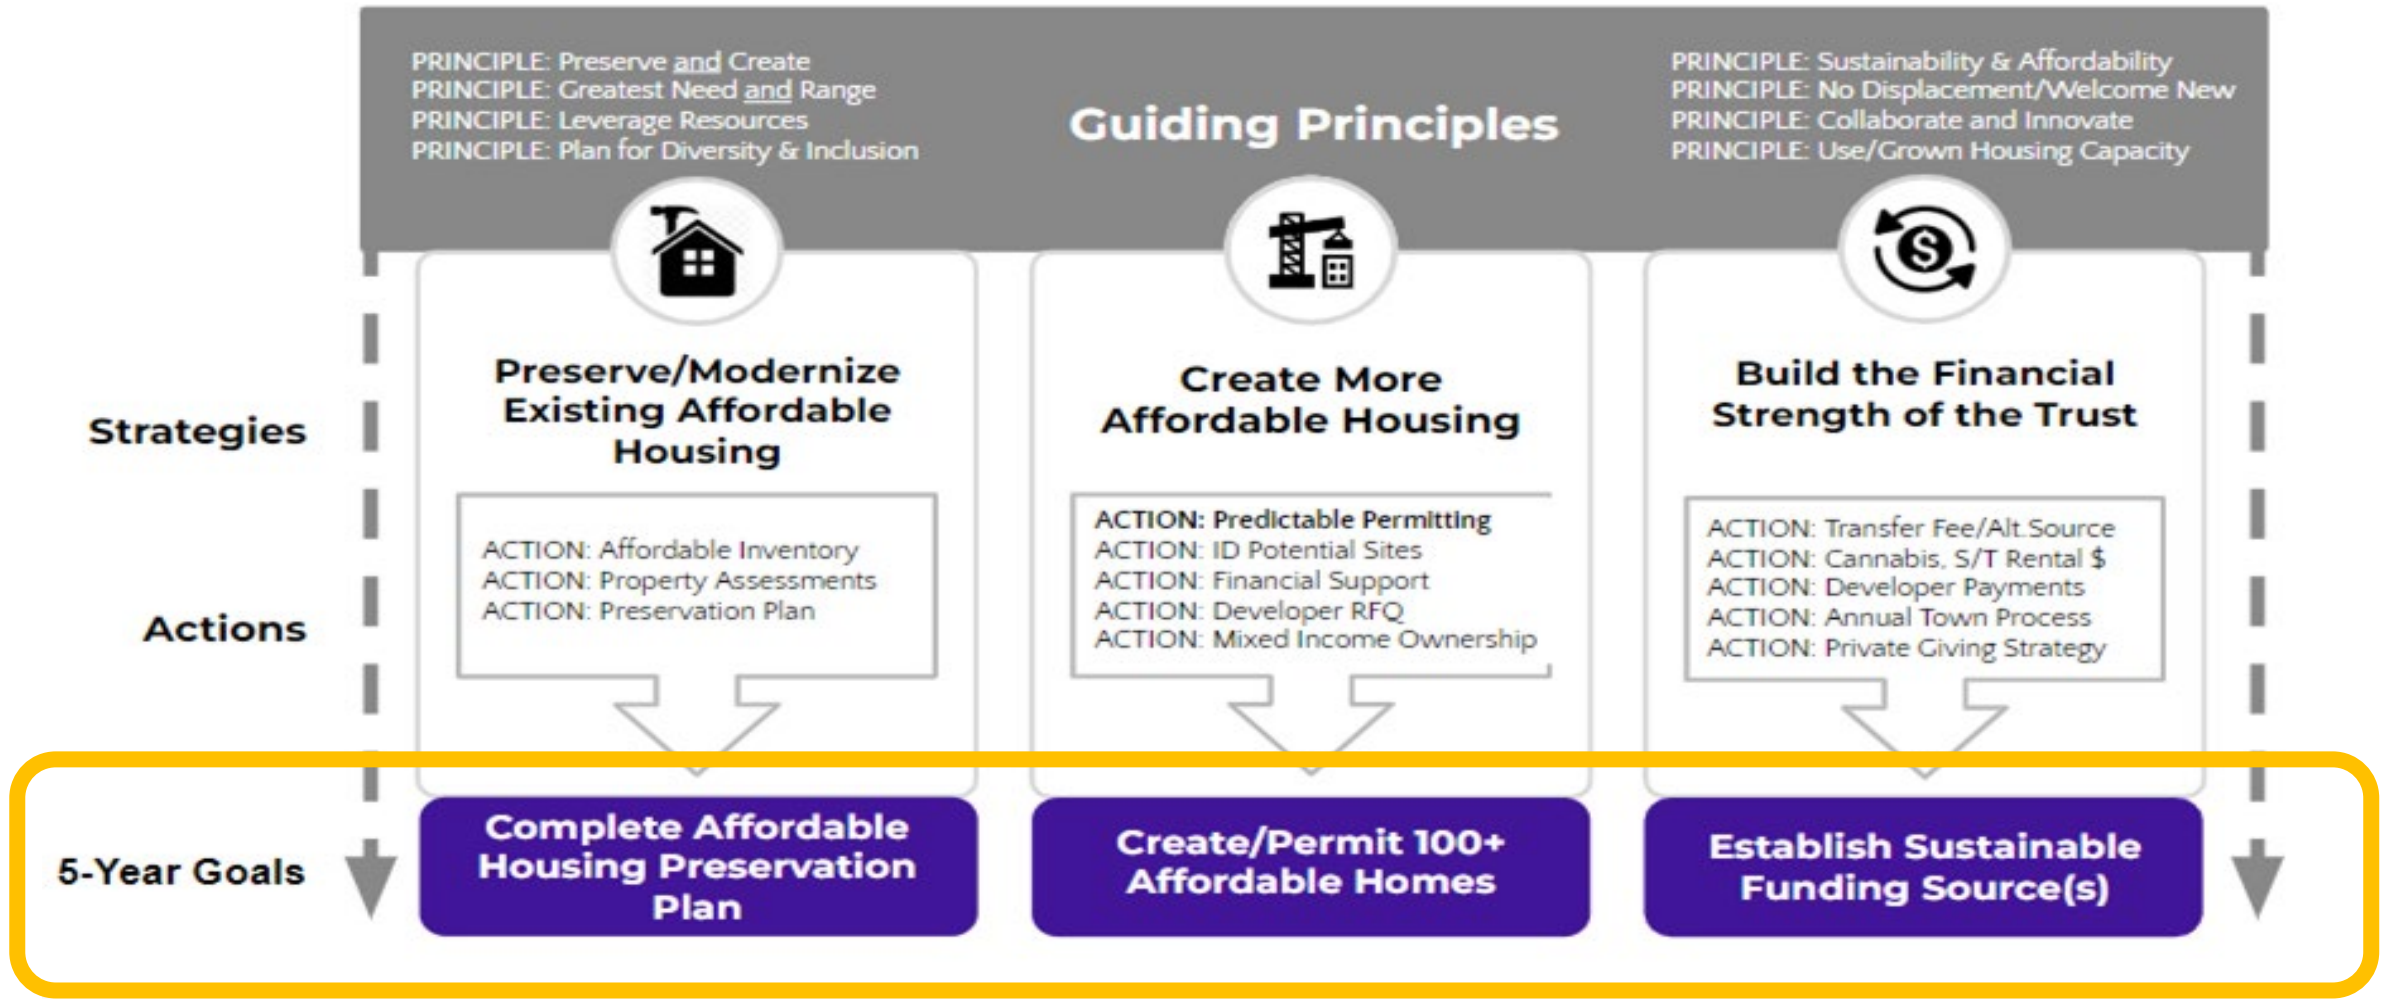 PRINCIPLE: Preserve and Create
PRINCIPLE: Greatest Need and Range
PRINCIPLE: Leverage Resources
PRINCIPLE: Plan for Diversity & Inclusion
Guiding Principles
PRINCIPLE: Sustainability & Affordability
PRINCIPLE: No Displacement/Welcome New
PRINCIPLE: Collaborate and Innovate
PRINCIPLE: Use/Grown Housing Capacity
Strategies
Preserve/Modernize
Existing Affordable
Housing
Create More
Affordable Housing
Build the Financial
Strength of the Trust
Actions
ACTION: Affordable Inventory
ACTION: Property Assessments
ACTION: Preservation Plan
ACTION: Predictable Permitting
ACTION: ID Potential Sites
ACTION: Financial Support
ACTION: Developer RFQ
ACTION: Mixed Income Ownership
ACTION: Transfer Fee/Alt.Source
ACTION: Cannabis, S/T Rental $
ACTION: Developer Payments
ACTION: Annual Town Process
ACTION: Private Giving Strategy
5-Year Goals
Complete Affordable
Housing Preservation
Plan
Create/Permit 100+
Affordable Homes
Establish Sustainable
Funding Source(s)